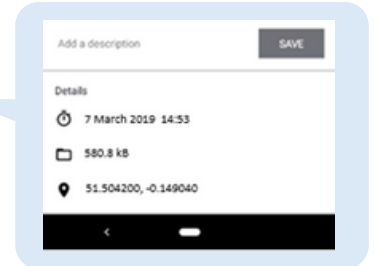 Add a description
SAVE
Details
7 March 2019 14:53
580.8 kB
51.504200, -0.149040